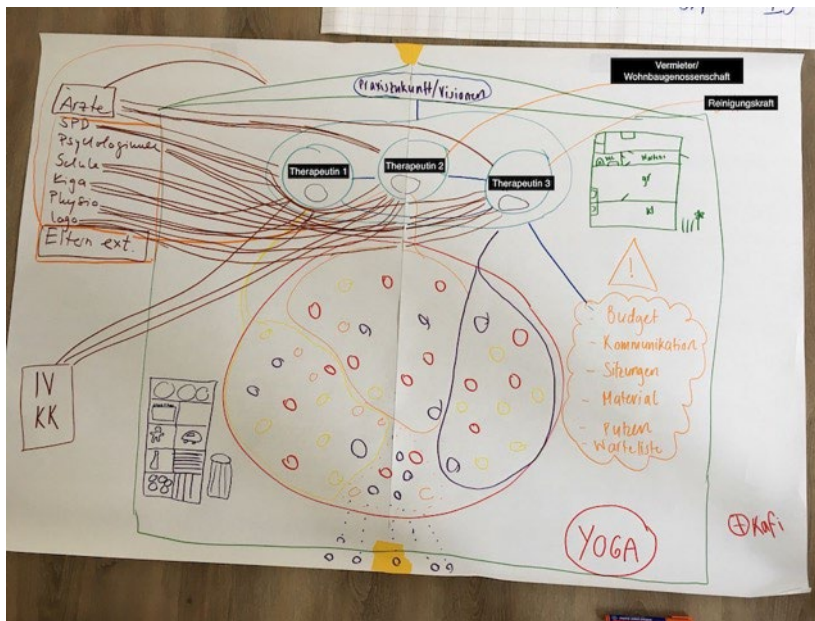 Praxiszukunft/Visionen
Vermieter/
Wohnbaugenossenschaft
Reinigungskraft
Ärzte
SPD
Psychologinnen
Schule
Kiga
Physio
Logo
Eltern ext.
Therapeutin 1
Therapeutin 2
Therapeutin 3
!
- Budget
- Kommunikation
- Sitzungen
- Material
- Putzen
- Warteliste
IV
KK
YOGA
+ Kafi